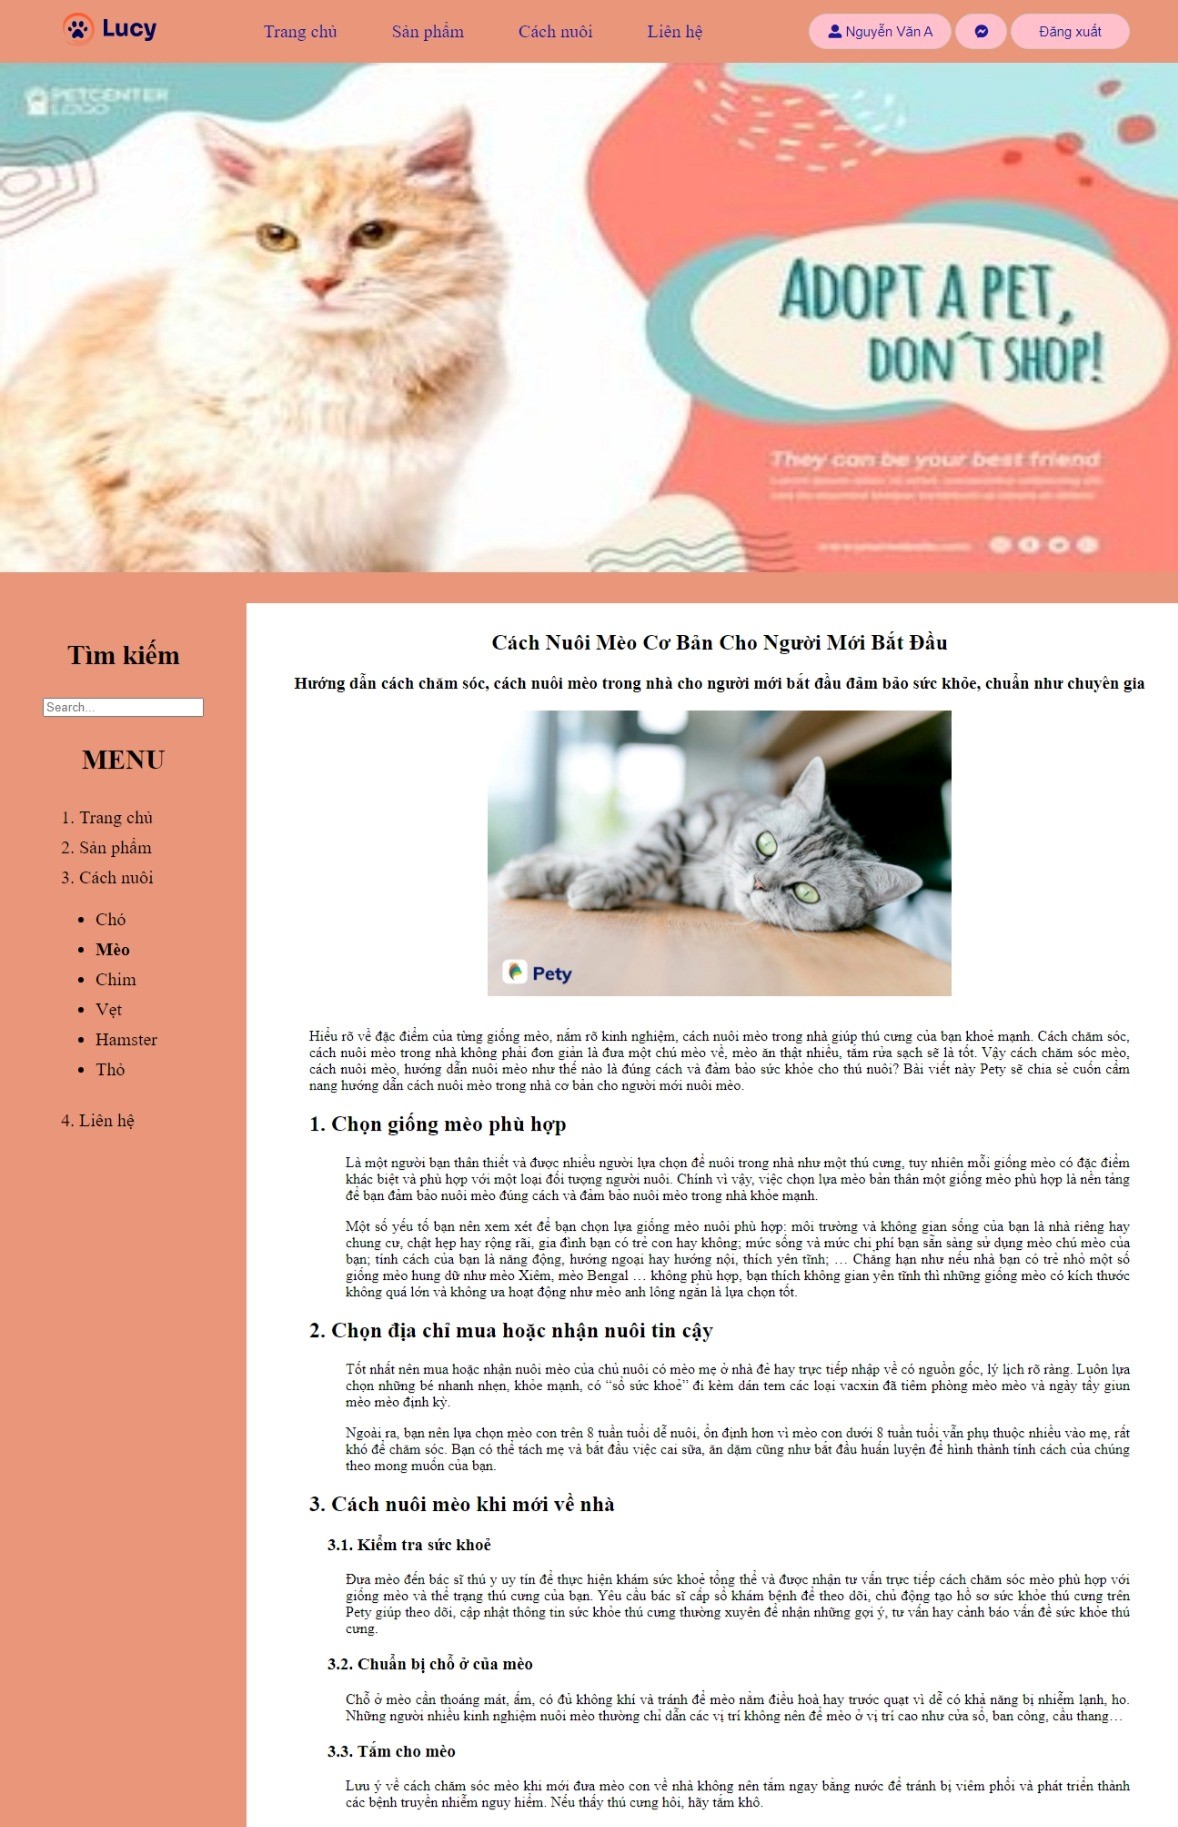 Lucy
Trang chủ
Sản phẩm
Cách nuôi
Liên hệ
Nguyễn Văn A
Đăng xuất
PETCENTER
LOGO
ADOPT A PET,
DON´T SHOP!
They can be your best friend
Tìm kiếm
Search...
MENU
1. Trang chủ
2. Sản phẩm
3. Cách nuôi
• Chó
• Mèo
• Chim
• Vẹt
• Hamster
• Thỏ
4. Liên hệ
Cách Nuôi Mèo Cơ Bản Cho Người Mới Bắt Đầu
Hướng dẫn cách chăm sóc, cách nuôi mèo trong nhà cho người mới bắt đầu đảm bảo sức khỏe, chuẩn như chuyên gia
Pety
Hiểu rõ về đặc điểm của từng giống mèo, nắm rõ kinh nghiệm, cách nuôi mèo trong nhà giúp thú cưng của bạn khoẻ mạnh. Cách chăm sóc,
cách nuôi mèo trong nhà không phải đơn giản là đưa một chú mèo về, mèo ăn thật nhiều, tắm rửa sạch sẽ là tốt. Vậy cách chăm sóc mèo,
cách nuôi mèo, hướng dẫn nuôi mèo như thế nào là đúng cách và đảm bảo sức khỏe cho thú nuôi? Bài viết này Pety sẽ chia sẻ cuốn cẩm
nang hướng dẫn cách nuôi mèo trong nhà cơ bản cho người mới nuôi mèo.
1. Chọn giống mèo phù hợp
Là một người bạn thân thiết và được nhiều người lựa chọn để nuôi trong nhà như một thú cưng, tuy nhiên mỗi giống mèo có đặc điểm
khác biệt và phù hợp với một loại đối tượng người nuôi. Chính vì vậy, việc chọn lựa mèo bản thân một giống mèo phù hợp là nền tảng
để bạn đảm bảo nuôi mèo đúng cách và đảm bảo nuôi mèo trong nhà khỏe mạnh.
Một số yếu tố bạn nên xem xét để bạn chọn lựa giống mèo nuôi phù hợp: môi trường và không gian sống của bạn là nhà riêng hay
chung cư, chật hẹp hay rộng rãi, gia đình bạn có trẻ con hay không; mức sống và mức chi phí bạn sẵn sàng sử dụng mèo chú mèo của
bạn; tính cách của bạn là năng động, hướng ngoại hay hướng nội, thích yên tĩnh; … Chẳng hạn như nếu nhà bạn có trẻ nhỏ một số
giống mèo hung dữ như mèo Xiêm, mèo Bengal … không phù hợp, bạn thích không gian yên tĩnh thì những giống mèo có kích thước
không quá lớn và không ưa hoạt động như mèo anh lông ngắn là lựa chọn tốt.
2. Chọn địa chỉ mua hoặc nhận nuôi tin cậy
Tốt nhất nên mua hoặc nhận nuôi mèo của chủ nuôi có mèo mẹ ở nhà đẻ hay trực tiếp nhập về có nguồn gốc, lý lịch rõ ràng. Luôn lựa
chọn những bé nhanh nhẹn, khỏe mạnh, có “sổ sức khoẻ” đi kèm dán tem các loại vacxin đã tiêm phòng mèo mèo và ngày tẩy giun
mèo mèo định kỳ.
Ngoài ra, bạn nên lựa chọn mèo con trên 8 tuần tuổi dễ nuôi, ổn định hơn vì mèo con dưới 8 tuần tuổi vẫn phụ thuộc nhiều vào mẹ, rất
khó để chăm sóc. Bạn có thể tách mẹ và bắt đầu việc cai sữa, ăn dặm cũng như bắt đầu huấn luyện để hình thành tính cách của chúng
theo mong muốn của bạn.
3. Cách nuôi mèo khi mới về nhà
3.1. Kiểm tra sức khoẻ
Đưa mèo đến bác sĩ thú y uy tín để thực hiện khám sức khoẻ tổng thể và được nhận tư vấn trực tiếp cách chăm sóc mèo phù hợp với
giống mèo và thể trạng thú cưng của bạn. Yêu cầu bác sĩ cấp sổ khám bệnh để theo dõi, chủ động tạo hồ sơ sức khỏe thú cưng trên
Pety giúp theo dõi, cập nhật thông tin sức khỏe thú cưng thường xuyên để nhận những gợi ý, tư vấn hay cảnh báo vấn đề sức khỏe thú
cưng.
3.2. Chuẩn bị chỗ ở của mèo
Chỗ ở mèo cần thoáng mát, ấm, có đủ không khí và tránh để mèo nằm điều hoà hay trước quạt vì dễ có khả năng bị nhiễm lạnh, ho.
Những người nhiều kinh nghiệm nuôi mèo thường chỉ dẫn các vị trí không nên để mèo ở vị trí cao như cửa sổ, ban công, cầu thang…
3.3. Tắm cho mèo
Lưu ý về cách chăm sóc mèo khi mới đưa mèo con về nhà không nên tắm ngay bằng nước để tránh bị viêm phổi và phát triển thành
các bệnh truyền nhiễm nguy hiểm. Nếu thấy thú cưng hôi, hãy tắm khô.